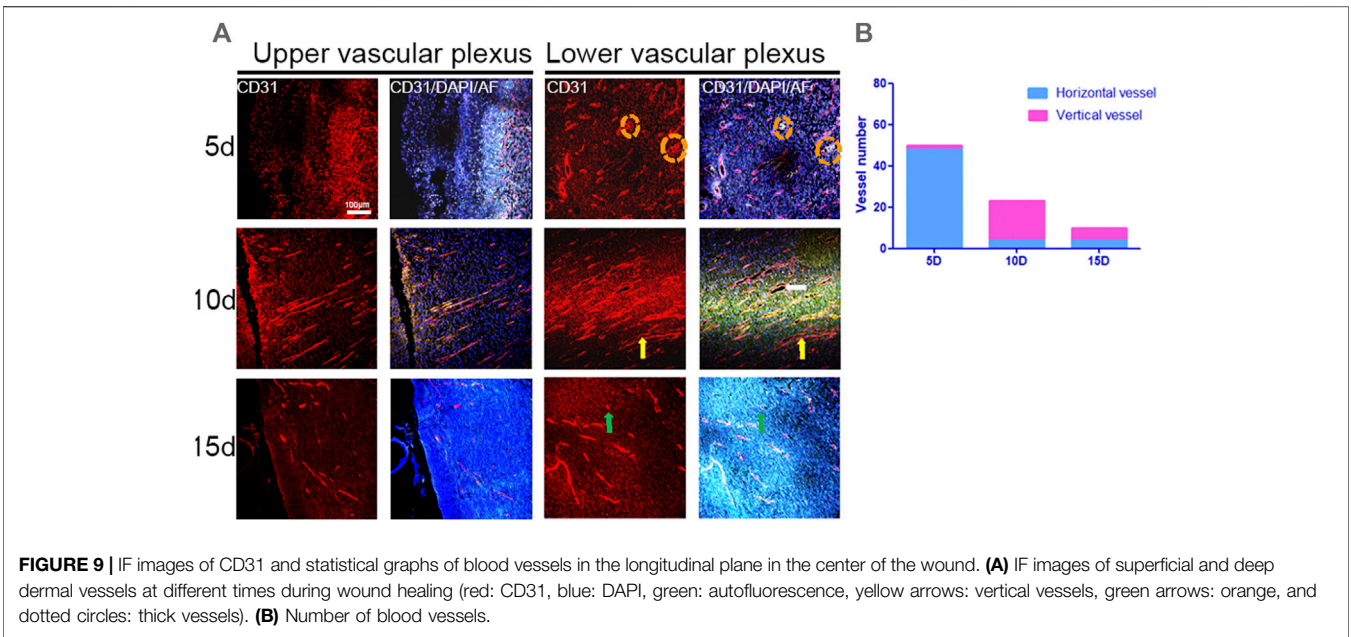 A
Upper vascular plexus Lower vascular plexus
CD31 CD31/DAPI/AF CD31 CD31/DAPI/AF
5d
100μm
10d
15d
B
80
60
40
20
0
Vessel number
Horizontal vessel
Vertical vessel
5D 10D 15D
FIGURE 9 | IF images of CD31 and statistical graphs of blood vessels in the longitudinal plane in the center of the wound. (A) IF images of superficial and deep
dermal vessels at different times during wound healing (red: CD31, blue: DAPI, green: autofluorescence, yellow arrows: vertical vessels, green arrows: orange, and
dotted circles: thick vessels). (B) Number of blood vessels.